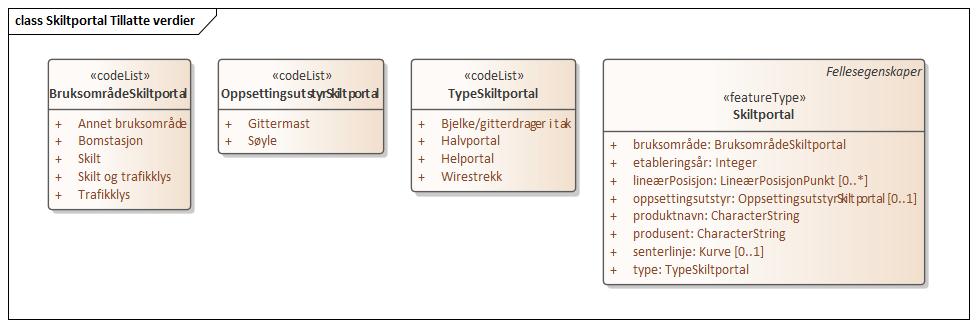 class Skiltportal Tillatte verdier
«codeList»
BruksområdeSkiltportal
+ Annet bruksområde
+ Bomstasjon
+ Skilt
+ Skilt og trafikklys
+ Trafikklys
«codeList»
OppsettingsutstyrSkiltportal
+ Gittermast
+ Søyle
«codeList»
TypeSkiltportal
+ Bjelke/gitterdrager i tak
+ Halvportal
+ Helportal
+ Wirestrekk
Fellesegenskaper
«featureType»
Skiltportal
+ bruksområde: BruksområdeSkiltportal
+ etableringsår: Integer
+ lineærPosisjon: LineærPosisjonPunkt [0..*]
+ oppsettingsutstyr: OppsettingsutstyrSkiltportal [0..1]
+ produktnavn: CharacterString
+ produsent: CharacterString
+ senterlinje: Kurve [0..1]
+ type: TypeSkiltportal